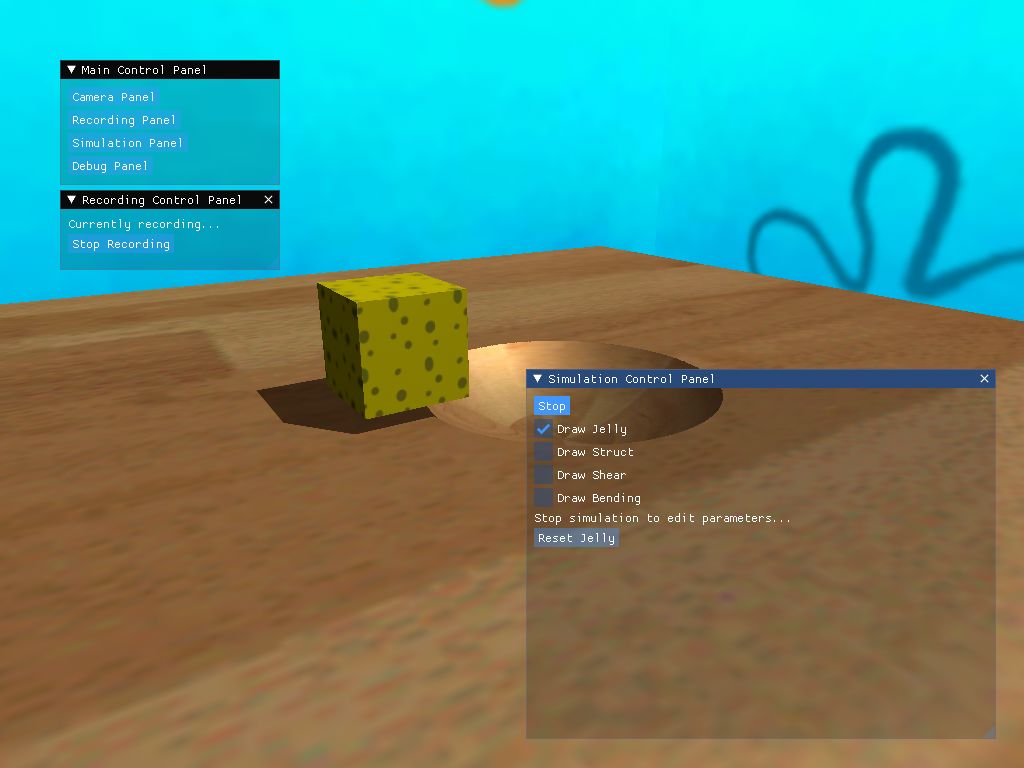 Main Control Panel
Camera Panel
Recording Panel
Simulation Panel
Debug Panel
Recording Control Panel
Currently recording...
Stop Recording
Simulation Control Panel
Stop
Draw Jelly
Draw Struct
Draw Shear
Draw Bending
Stop simulation to edit parameters...
Reset Jelly